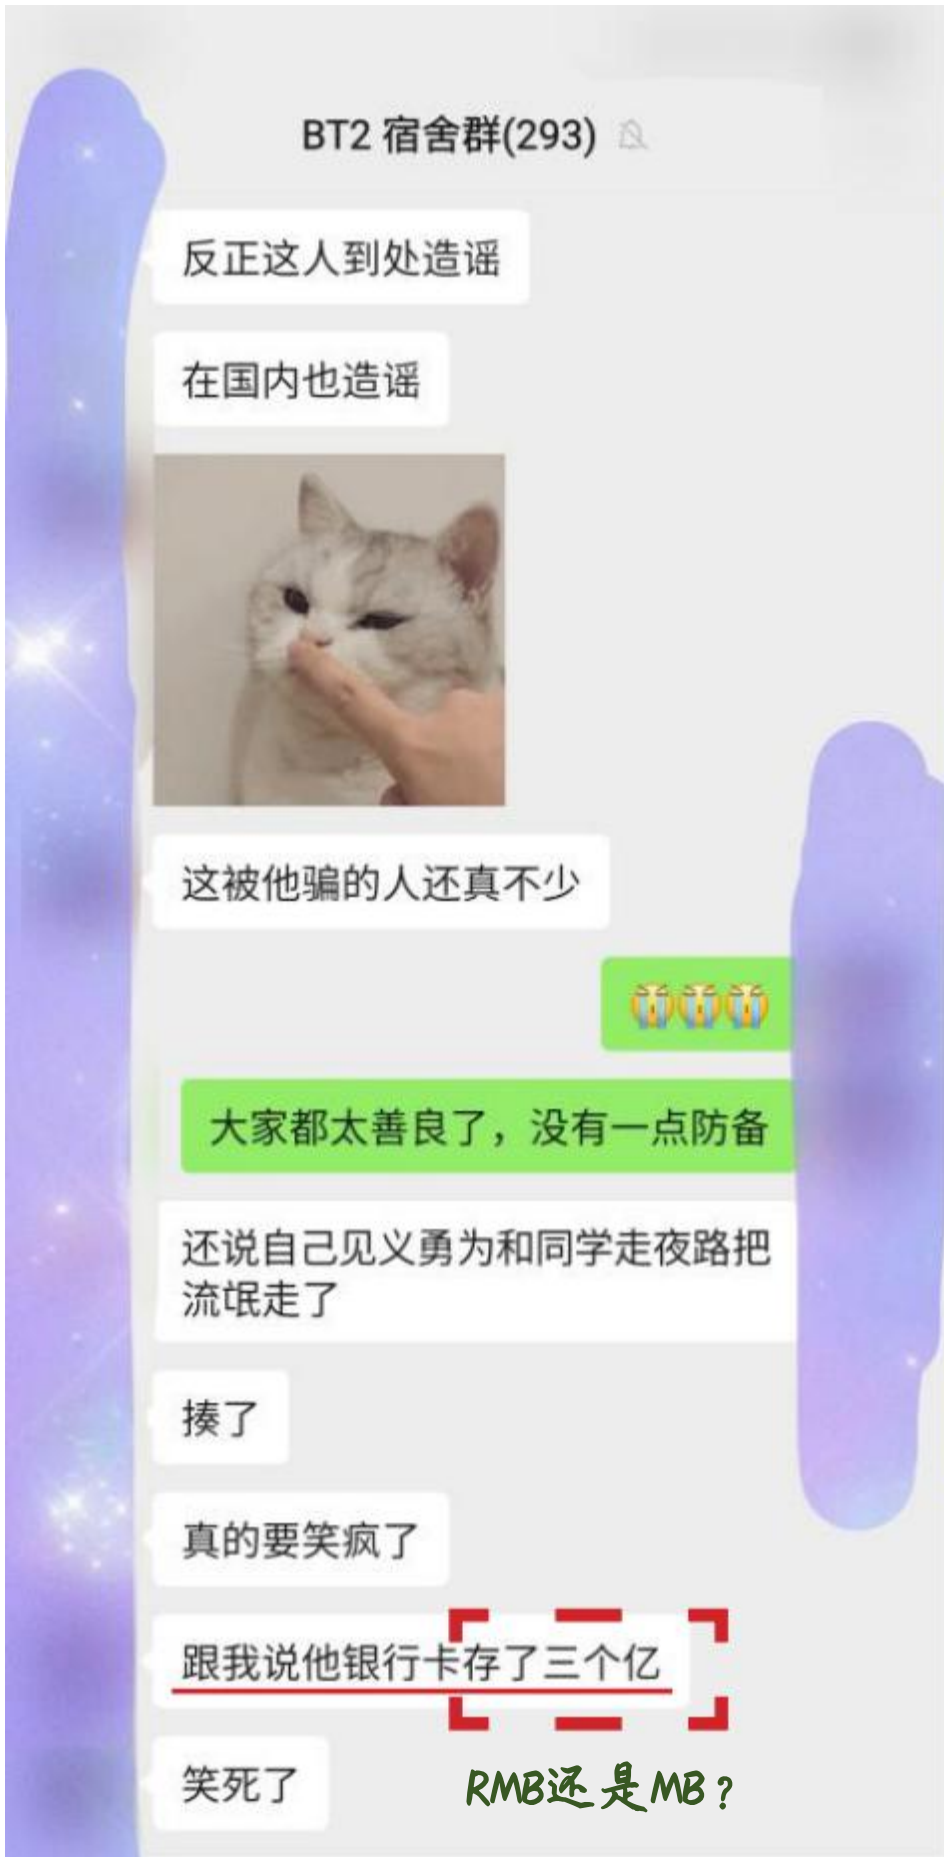 BT2 宿舍群(293)
反正这人到处造谣
在国内也造谣
这被他骗的人还真不少
大家都太善良了，没有一点防备
还说自己见义勇为和同学走夜路把
流氓走了
揍了
真的要笑疯了
跟我说他银行卡存了三个亿
笑死了
RMB还是MB？